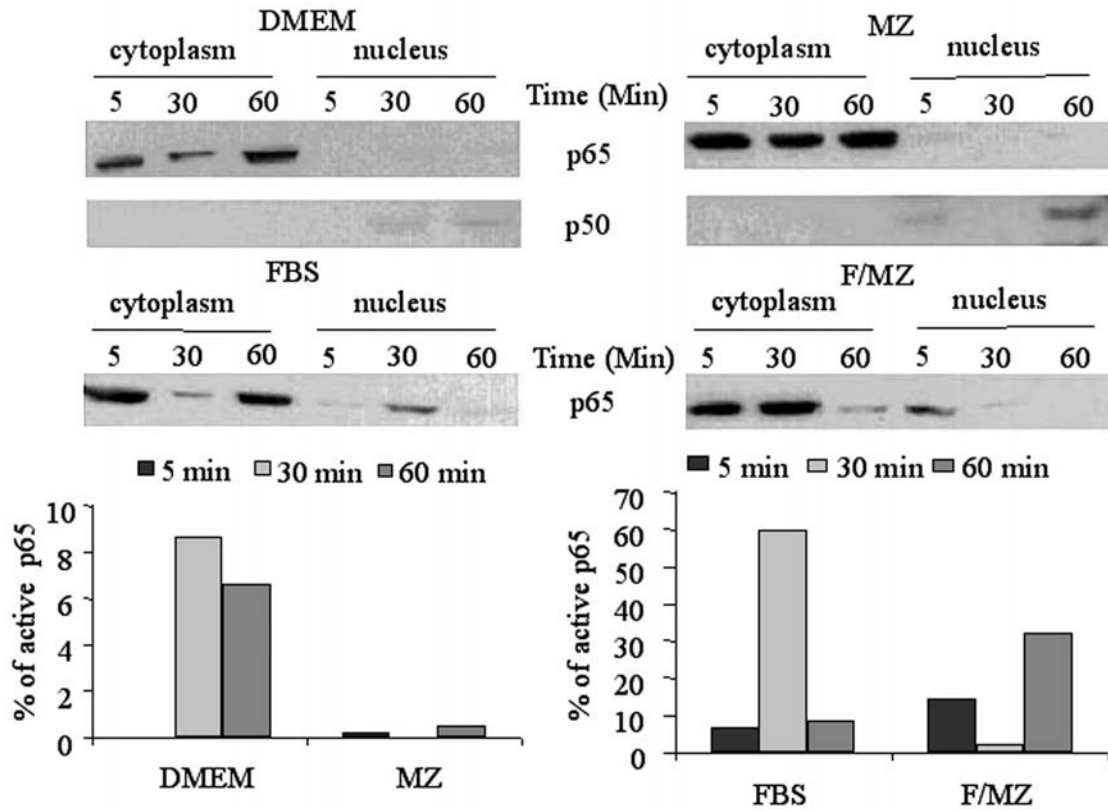 DMEM MZ
cytoplasm nucleus cytoplasm nucleus
5 30 60 5 30 60 Time (Min) 5 30 60 5 30 60
p65
p50
FBS F/MZ
cytoplasm nucleus cytoplasm nucleus
5 30 60 5 30 60 Time (Min) 5 30 60 5 30 60
p65
5 min 30 min 60 min
% of active p65
10
8
6
4
2
0
DMEM MZ
5 min 30 min 60 min
% of active p65
70
60
50
40
30
20
10
0
FBS F/MZ